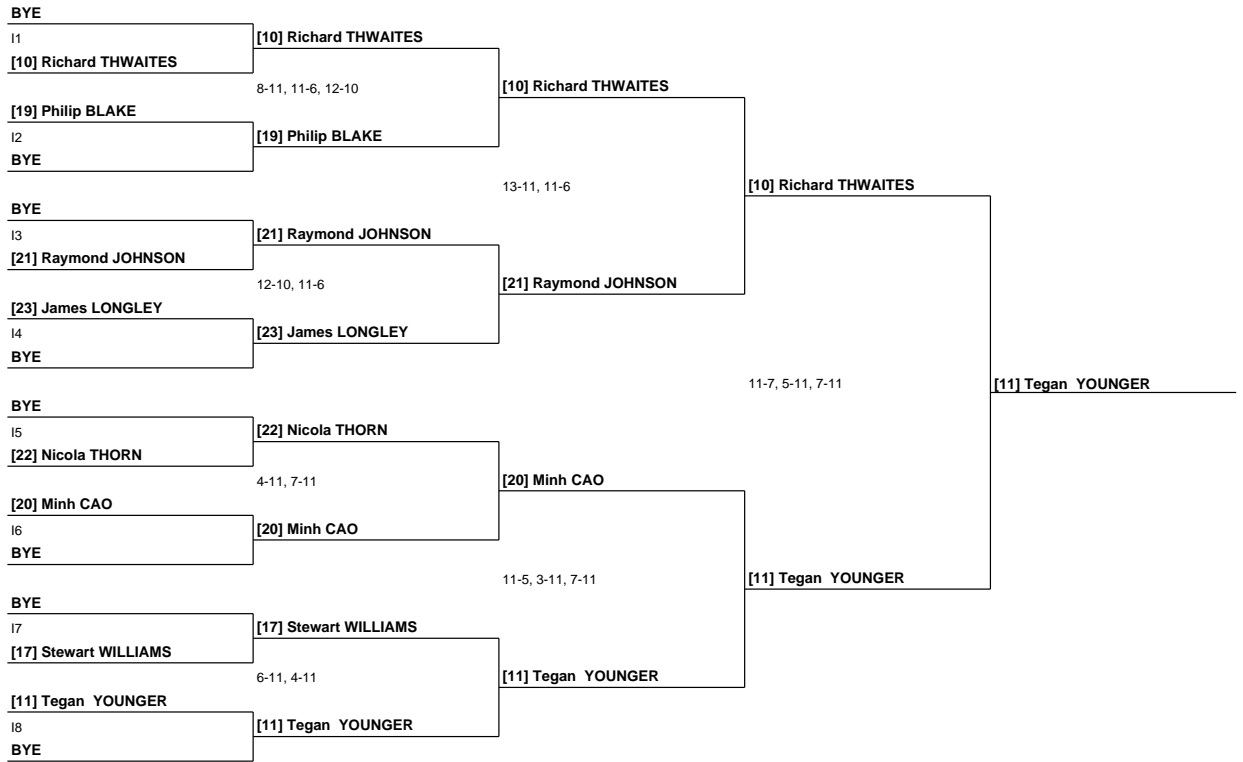 BYE
I1
[10] Richard THWAITES
[19] Philip BLAKE
I2
BYE
BYE
I3
[21] Raymond JOHNSON
[23] James LONGLEY
I4
BYE
BYE
I5
[22] Nicola THORN
[20] Minh CAO
I6
BYE
BYE
I7
[17] Stewart WILLIAMS
[11] Tegan YOUNGER
I8
BYE
[10] Richard THWAITES
8-11, 11-6, 12-10
[19] Philip BLAKE
[21] Raymond JOHNSON
12-10, 11-6
[23] James LONGLEY
[22] Nicola THORN
4-11, 7-11
[20] Minh CAO
[17] Stewart WILLIAMS
6-11, 4-11
[11] Tegan YOUNGER
[10] Richard THWAITES
13-11, 11-6
[21] Raymond JOHNSON
[20] Minh CAO
11-5, 3-11, 7-11
[11] Tegan YOUNGER
[10] Richard THWAITES
11-7, 5-11, 7-11
[11] Tegan YOUNGER
[11] Tegan YOUNGER